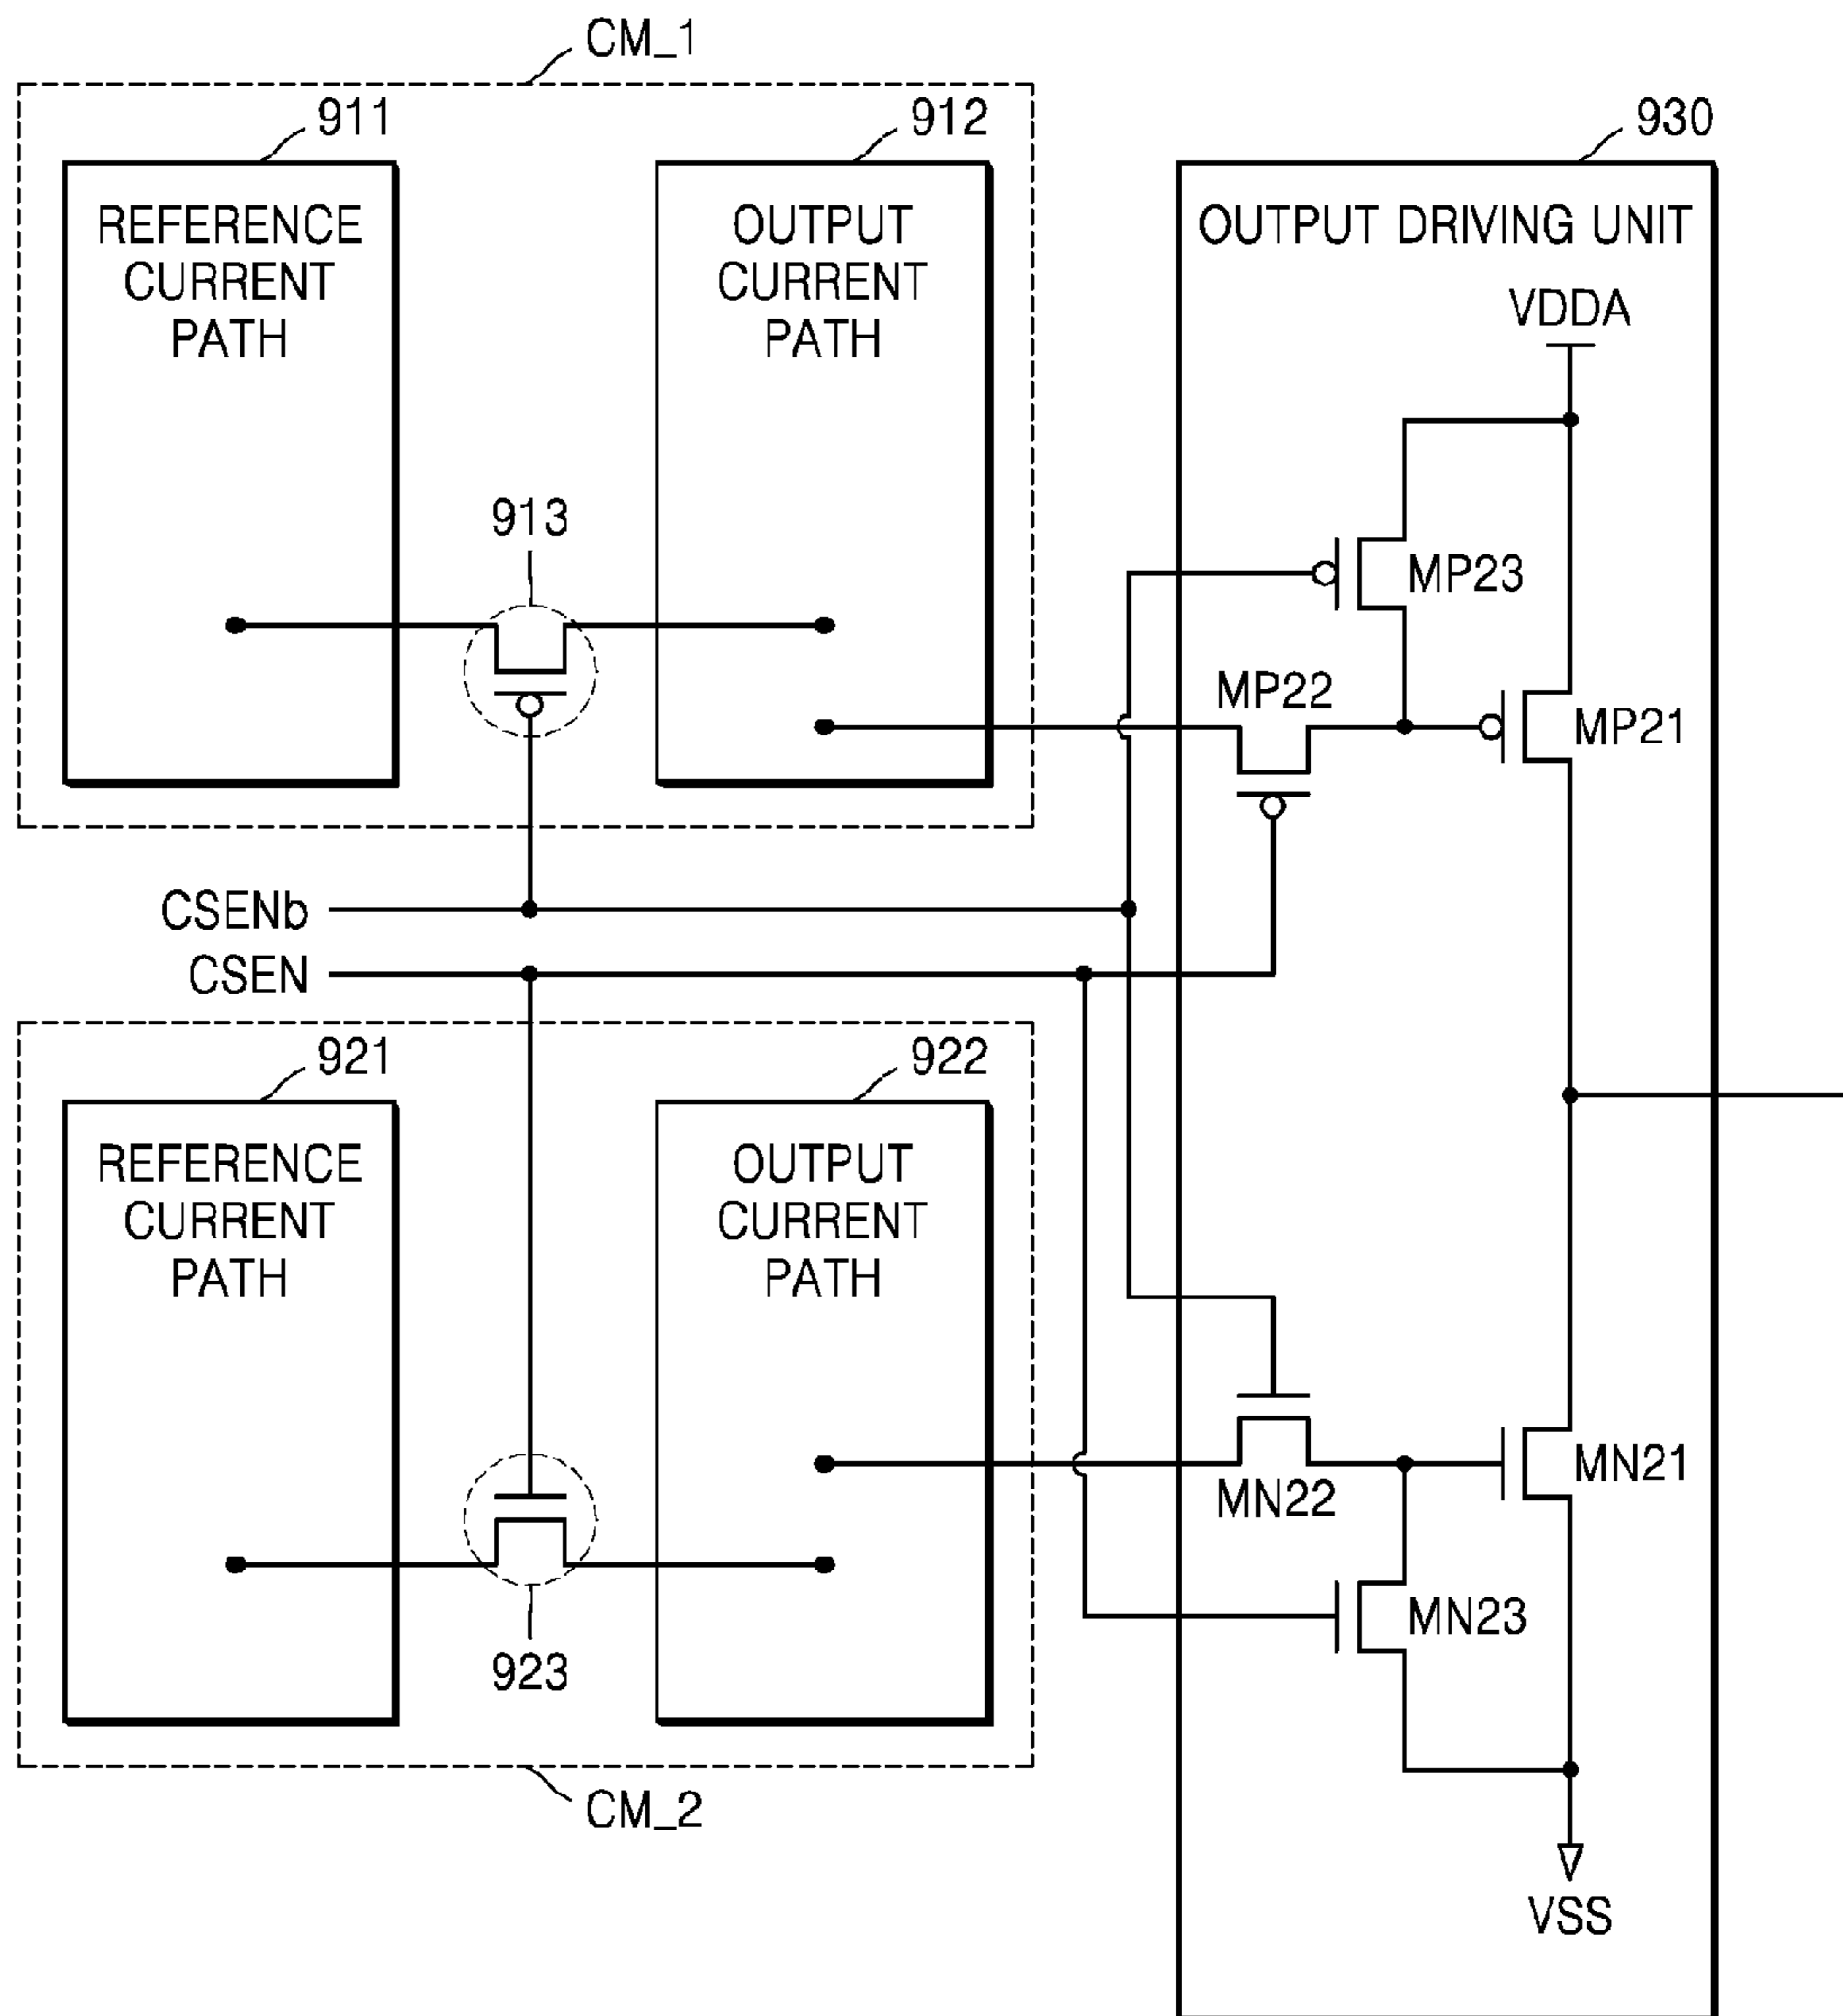 CM_1
911
912
930
REFERENCE
CURRENT
PATH
OUTPUT
CURRENT
PATH
OUTPUT DRIVING UNIT
VDDA
913
MP23
MP22
MP21
CSENb
CSEN
921
922
REFERENCE
CURRENT
PATH
OUTPUT
CURRENT
PATH
MN22
MN21
MN23
923
CM_2
VSS